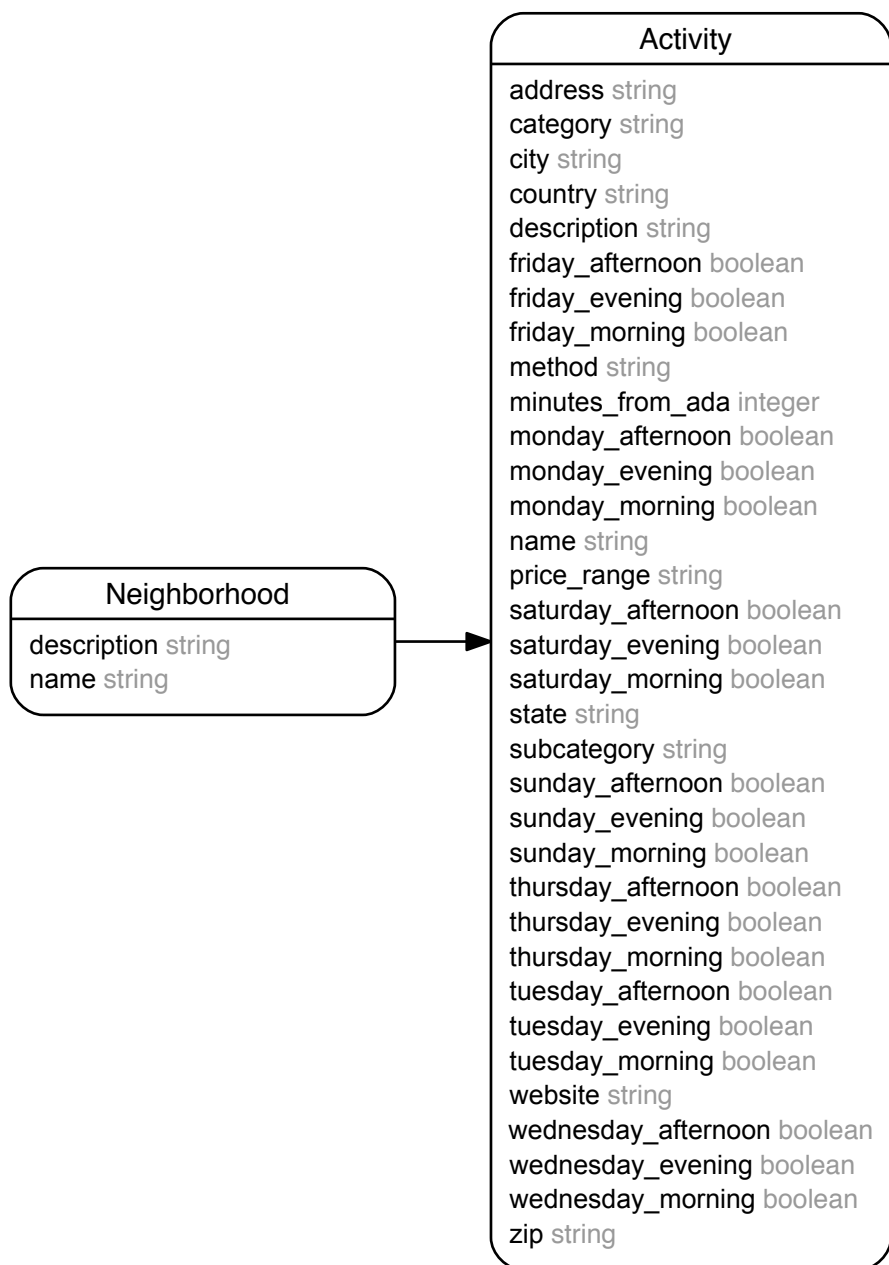 Activity
address string
category string
city string
country string
description string
friday_afternoon boolean
friday_evening boolean
friday_morning boolean
method string
minutes_from_ada integer
monday_afternoon boolean
monday_evening boolean
monday_morning boolean
name string
price_range string
saturday_afternoon boolean
saturday_evening boolean
saturday_morning boolean
state string
subcategory string
sunday_afternoon boolean
sunday_evening boolean
sunday_morning boolean
thursday_afternoon boolean
thursday_evening boolean
thursday_morning boolean
tuesday_afternoon boolean
tuesday_evening boolean
tuesday_morning boolean
website string
wednesday_afternoon boolean
wednesday_evening boolean
wednesday_morning boolean
zip string
Neighborhood
description string
name string